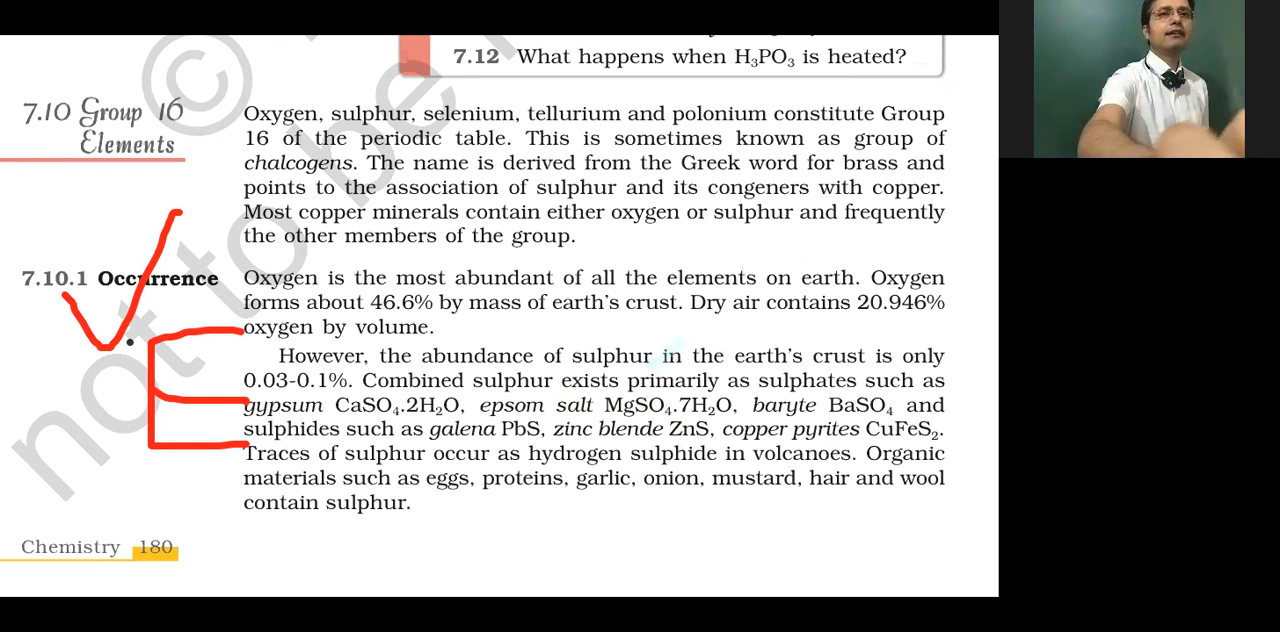 7.12 What happens when H₃PO₃ is heated?
7.10 Group 16
Elements
Oxygen, sulphur, selenium, tellurium and polonium constitute Group
16 of the periodic table. This is sometimes known as group of
chalcogens. The name is derived from the Greek word for brass and
points to the association of sulphur and its congeners with copper.
Most copper minerals contain either oxygen or sulphur and frequently
the other members of the group.
7.10.1 Occurrence
Oxygen is the most abundant of all the elements on earth. Oxygen
forms about 46.6% by mass of earth's crust. Dry air contains 20.946%
oxygen by volume.
However, the abundance of sulphur in the earth's crust is only
0.03-0.1%. Combined sulphur exists primarily as sulphates such as
gypsum CaSO₄.2H₂O, epsom salt MgSO₄.7H₂O, baryte BaSO₄ and
sulphides such as galena PbS, zinc blende ZnS, copper pyrites CuFeS₂.
Traces of sulphur occur as hydrogen sulphide in volcanoes. Organic
materials such as eggs, proteins, garlic, onion, mustard, hair and wool
contain sulphur.
Chemistry 180
©
not to be